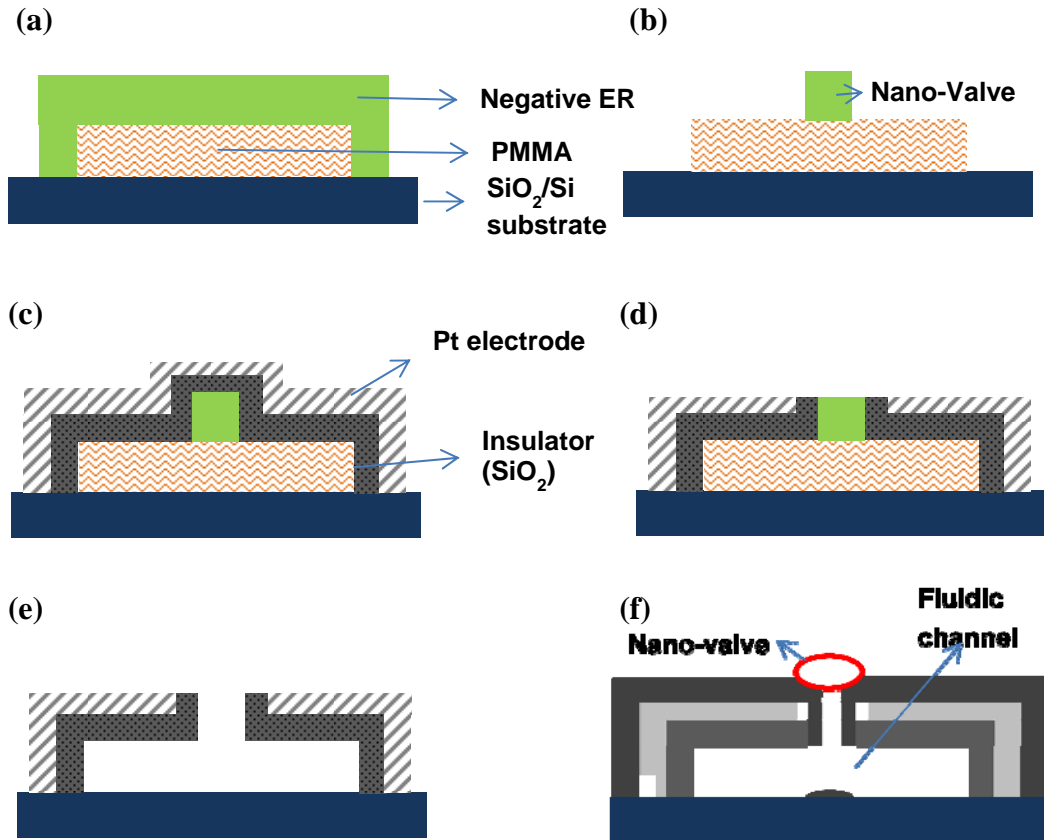 (a)
Negative ER
PMMA
SiO₂/Si
substrate
(b)
Nano-Valve
(c)
Pt electrode
Insulator
(SiO₂)
(d)
(e)
(f)
Fluidic
channel
Nano-valve